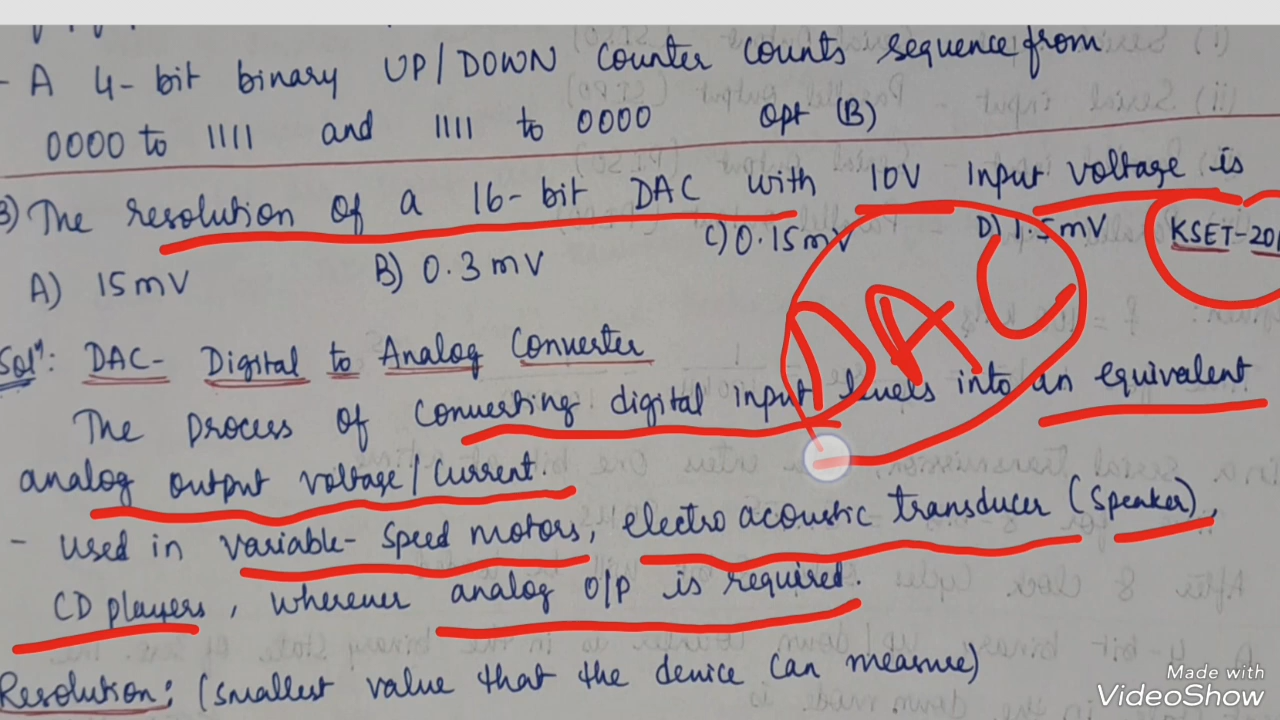 - A 4-bit binary UP/DOWN Counter counts sequence from
0000 to 1111 and 1111 to 0000 opt (B)
3) The resolution of a 16-bit DAC with 10V input voltage is
A) 15mV B) 0.3mV C) 0.15mV D) 1.5mV KSET-20
DAC
Solⁿ: DAC- Digital to Analog Converter
The process of converting digital input levels into an equivalent
analog output voltage/current.
- used in variable-speed motors, electro acoustic transducer (speaker),
CD players, wherever analog O/P is required.
Resolution: (smallest value that the device can measure)
Made with
VideoShow